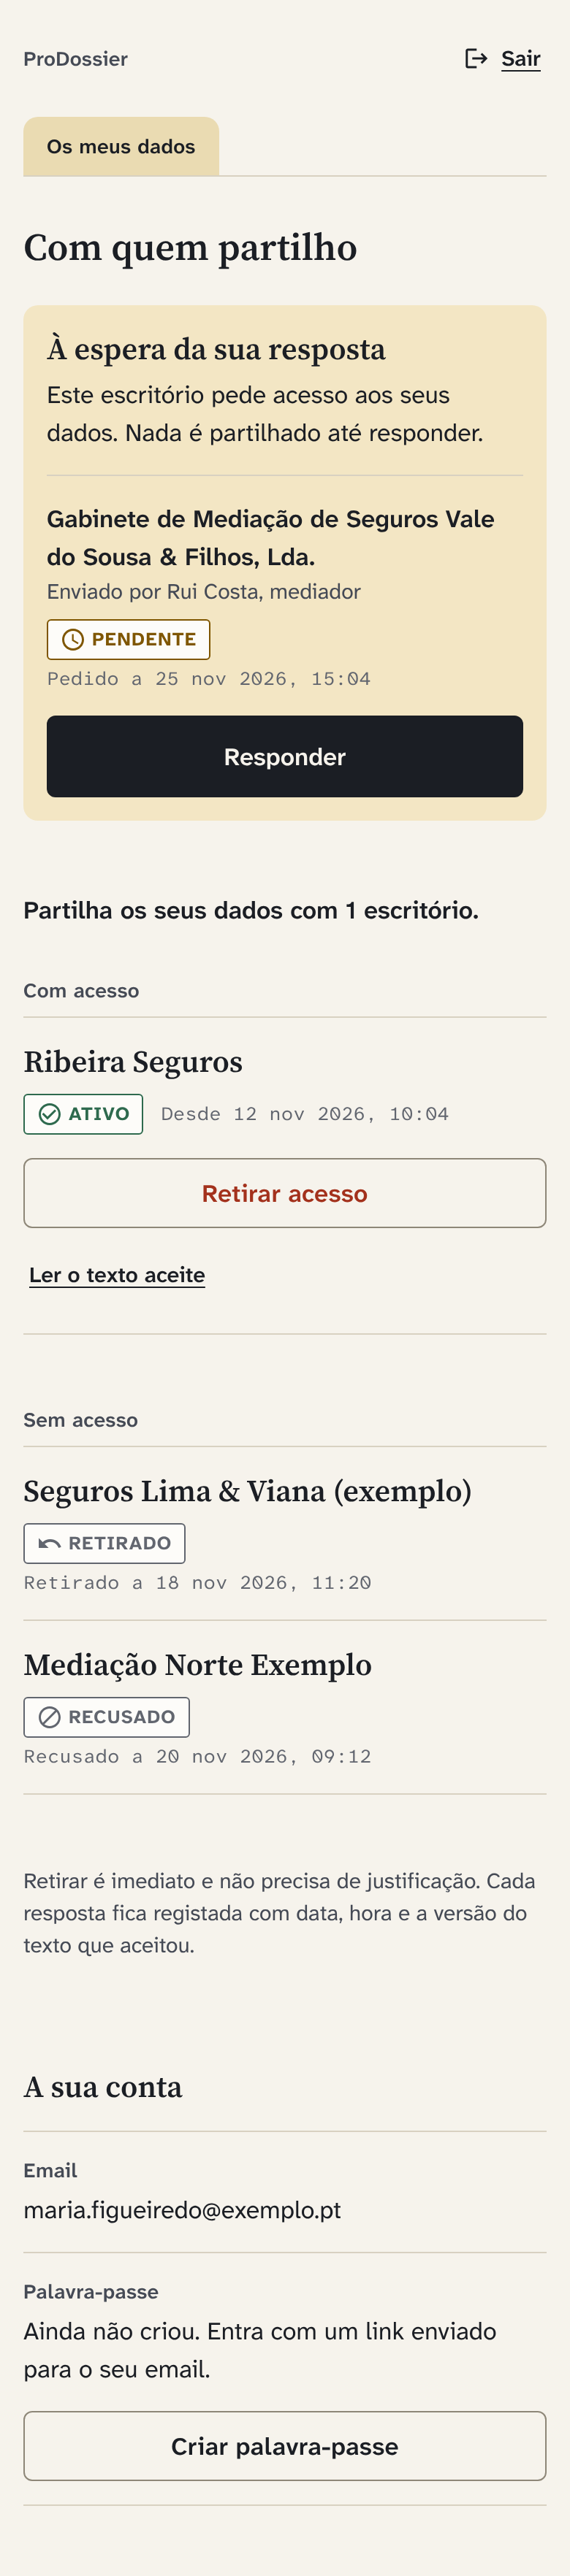 ProDossier
Sair
Os meus dados
Com quem partilho
À espera da sua resposta
Este escritório pede acesso aos seus
dados. Nada é partilhado até responder.
Gabinete de Mediação de Seguros Vale
do Sousa & Filhos, Lda.
Enviado por Rui Costa, mediador
PENDENTE
Pedido a 25 nov 2026, 15:04
Responder
Partilha os seus dados com 1 escritório.
Com acesso
Ribeira Seguros
ATIVO Desde 12 nov 2026, 10:04
Retirar acesso
Ler o texto aceite
Sem acesso
Seguros Lima & Viana (exemplo)
RETIRADO
Retirado a 18 nov 2026, 11:20
Mediação Norte Exemplo
RECUSADO
Recusado a 20 nov 2026, 09:12
Retirar é imediato e não precisa de justificação. Cada
resposta fica registada com data, hora e a versão do
texto que aceitou.
A sua conta
Email
maria.figueiredo@exemplo.pt
Palavra-passe
Ainda não criou. Entra com um link enviado
para o seu email.
Criar palavra-passe